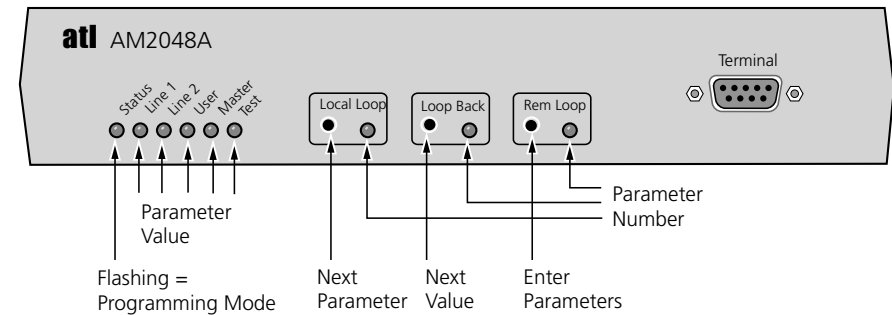 atl AM2048A
Terminal
Status
Line 1
Line 2
User
Master
Test
Local Loop
Loop Back
Rem Loop
Parameter
Value
Parameter
Number
Flashing =
Programming Mode
Next
Parameter
Next
Value
Enter
Parameters